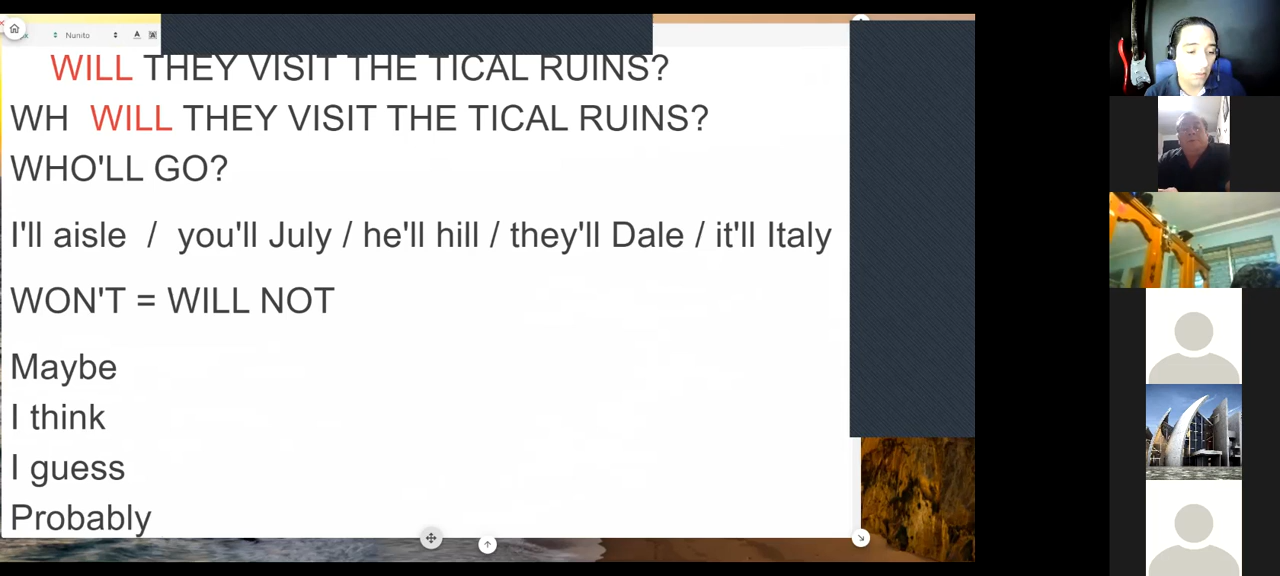 Nunito A A
WILL THEY VISIT THE TICAL RUINS?
WH WILL THEY VISIT THE TICAL RUINS?
WHO'LL GO?
I'll aisle / you'll July / he'll hill / they'll Dale / it'll Italy
WON'T = WILL NOT
Maybe
I think
I guess
Probably